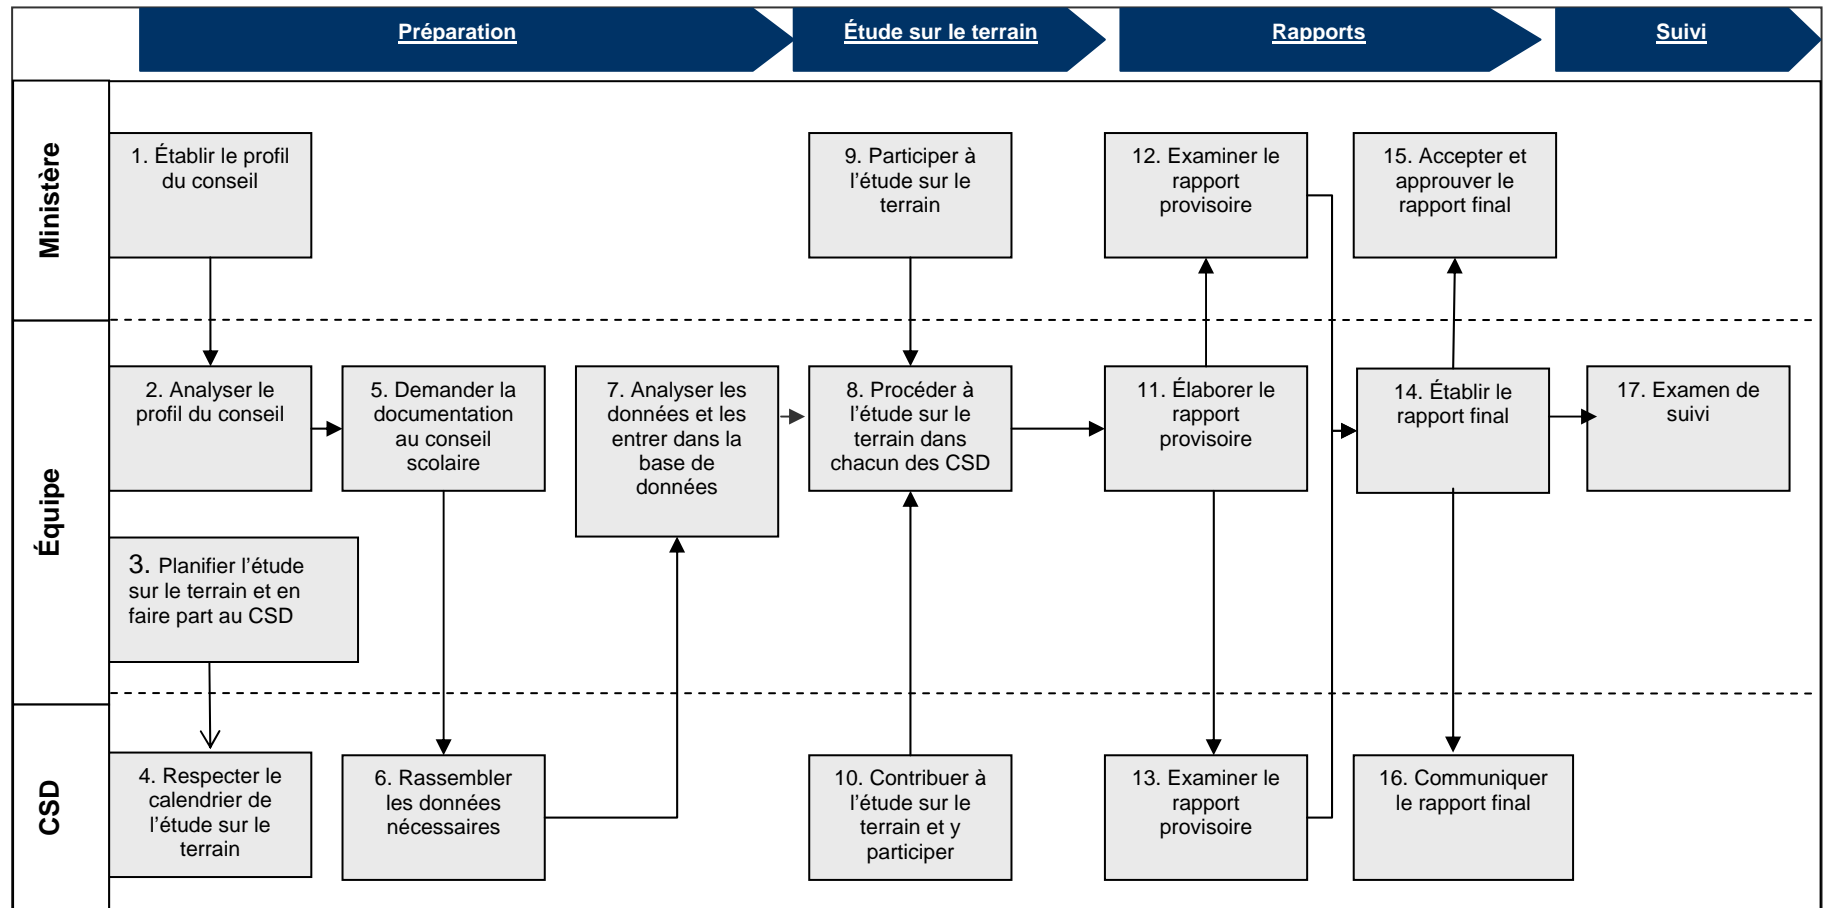 Préparation
Étude sur le terrain
Rapports
Suivi
Ministère
1. Établir le profil
du conseil
9. Participer à
l’étude sur le
terrain
12. Examiner le
rapport
provisoire
15. Accepter et
approuver le
rapport final
Équipe
2. Analyser le
profil du conseil
5. Demander la
documentation
au conseil
scolaire
7. Analyser les
données et les
entrer dans la
base de
données
8. Procéder à
l’étude sur le
terrain dans
chacun des CSD
11. Élaborer le
rapport
provisoire
14. Établir le
rapport final
17. Examen de
suivi
3. Planifier l’étude
sur le terrain et en
faire part au CSD
CSD
4. Respecter le
calendrier de
l’étude sur le
terrain
6. Rassembler
les données
nécessaires
10. Contribuer à
l’étude sur le
terrain et y
participer
13. Examiner le
rapport
provisoire
16. Communiquer
le rapport final